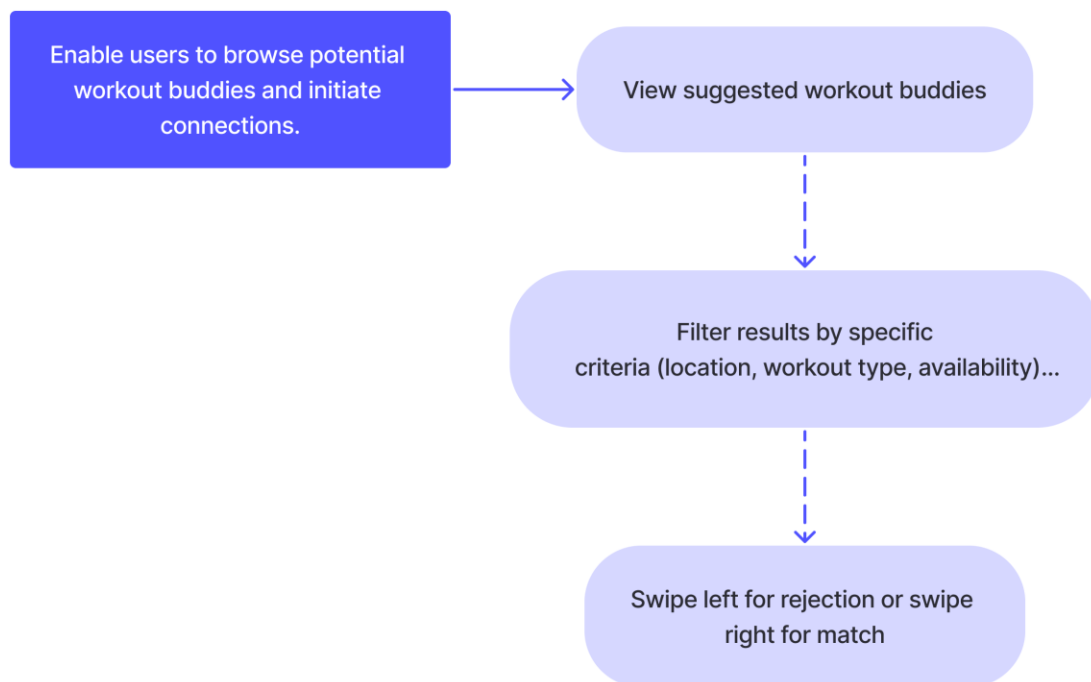 Enable users to browse potential
workout buddies and initiate
connections.
View suggested workout buddies
Filter results by specific
criteria (location, workout type, availability)...
Swipe left for rejection or swipe
right for match